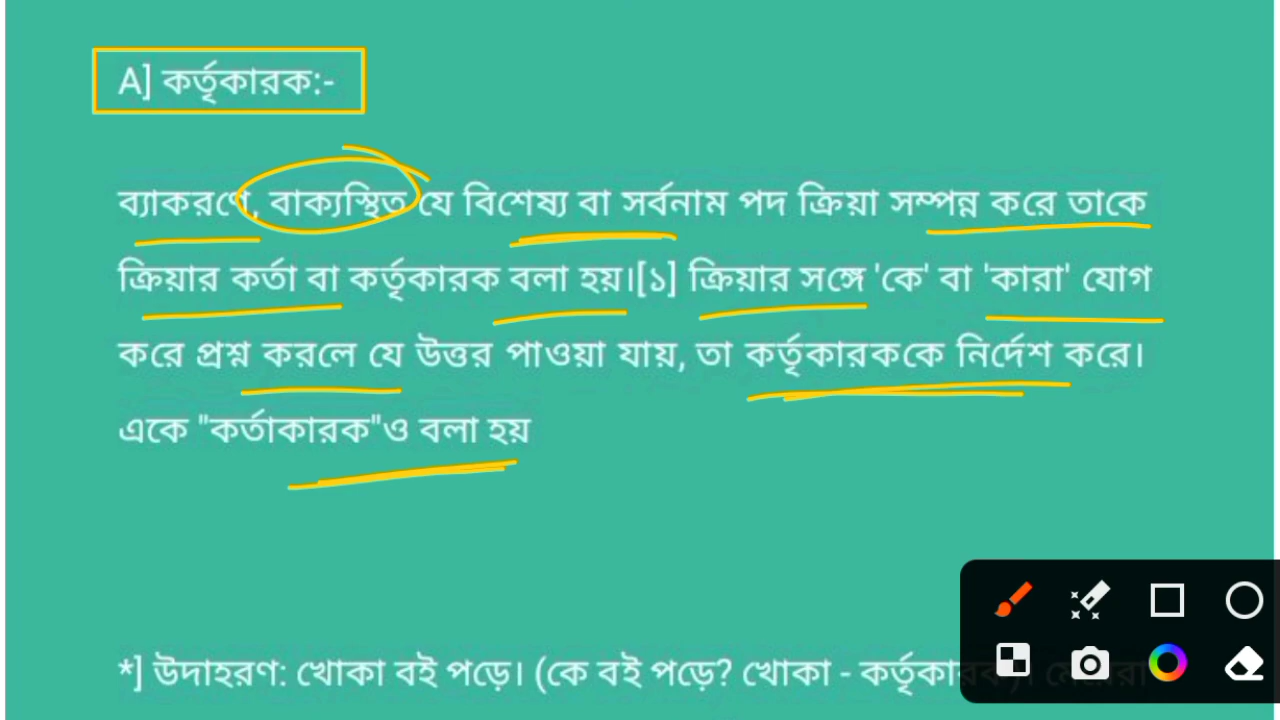 A] কর্তৃকারক:-
ব্যাকরণে, বাক্যস্থিত যে বিশেষ্য বা সর্বনাম পদ ক্রিয়া সম্পন্ন করে তাকে
ক্রিয়ার কর্তা বা কর্তৃকারক বলা হয়।[১] ক্রিয়ার সঙ্গে 'কে' বা 'কারা' যোগ
করে প্রশ্ন করলে যে উত্তর পাওয়া যায়, তা কর্তৃকারককে নির্দেশ করে।
একে "কর্তাকারক"ও বলা হয়
*] উদাহরণ: খোকা বই পড়ে। (কে বই পড়ে? খোকা -